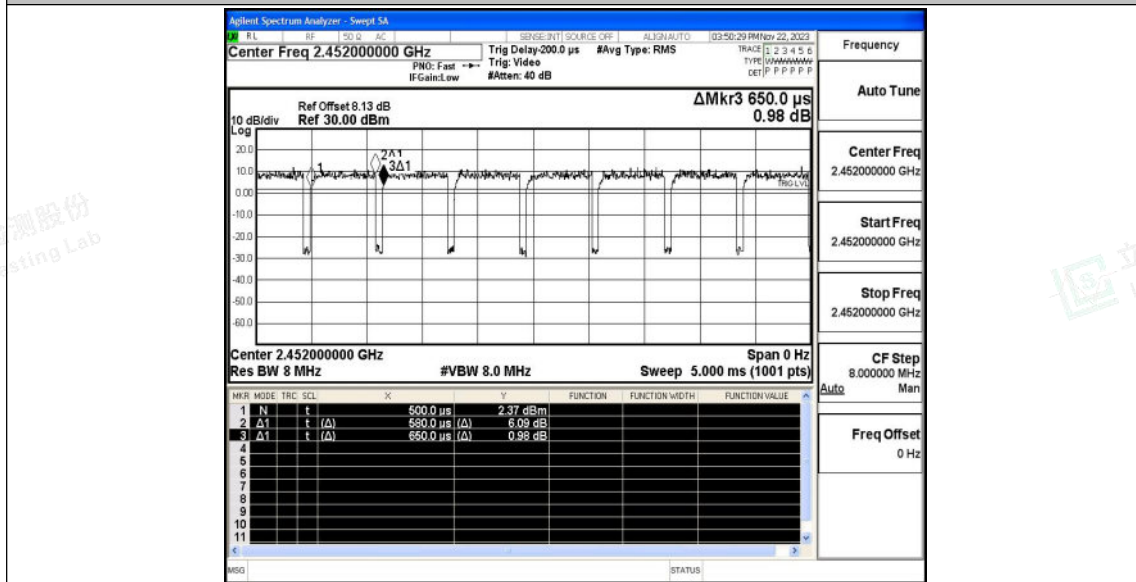 Agilent Spectrum Analyzer - Swept SA
RL RF 50 Ω AC SENSE:INT SOURCE OFF ALIGNAUTO 03:50:29 PM Nov 22, 2023
Center Freq 2.452000000 GHz
PNO: Fast
IFGain:Low
Trig Delay-200.0 µs #Avg Type: RMS
Trig: Video
#Atten: 40 dB
TRACE 1 2 3 4 5 6
TYPE
DET P P P P P P
Frequency
ΔMkr3 650.0 µs
0.98 dB
Ref Offset 8.13 dB
10 dB/div Ref 30.00 dBm
Log
20.0
10.0
0.00
-10.0
-20.0
-30.0
-40.0
-50.0
-60.0
1
2Δ1
3Δ1
TRIG LVL
Center 2.452000000 GHz Span 0 Hz
Res BW 8 MHz #VBW 8.0 MHz Sweep 5.000 ms (1001 pts)
MKR MODE TRC SCL X Y FUNCTION FUNCTION WIDTH FUNCTION VALUE
1 N t 500.0 µs 2.37 dBm
2 Δ1 t (Δ) 580.0 µs (Δ) 6.09 dB
3 Δ1 t (Δ) 650.0 µs (Δ) 0.98 dB
4
5
6
7
8
9
10
11
MSG STATUS
Auto Tune
Center Freq
2.452000000 GHz
Start Freq
2.452000000 GHz
Stop Freq
2.452000000 GHz
CF Step
8.000000 MHz
Auto Man
Freq Offset
0 Hz
测股份
Lab
立